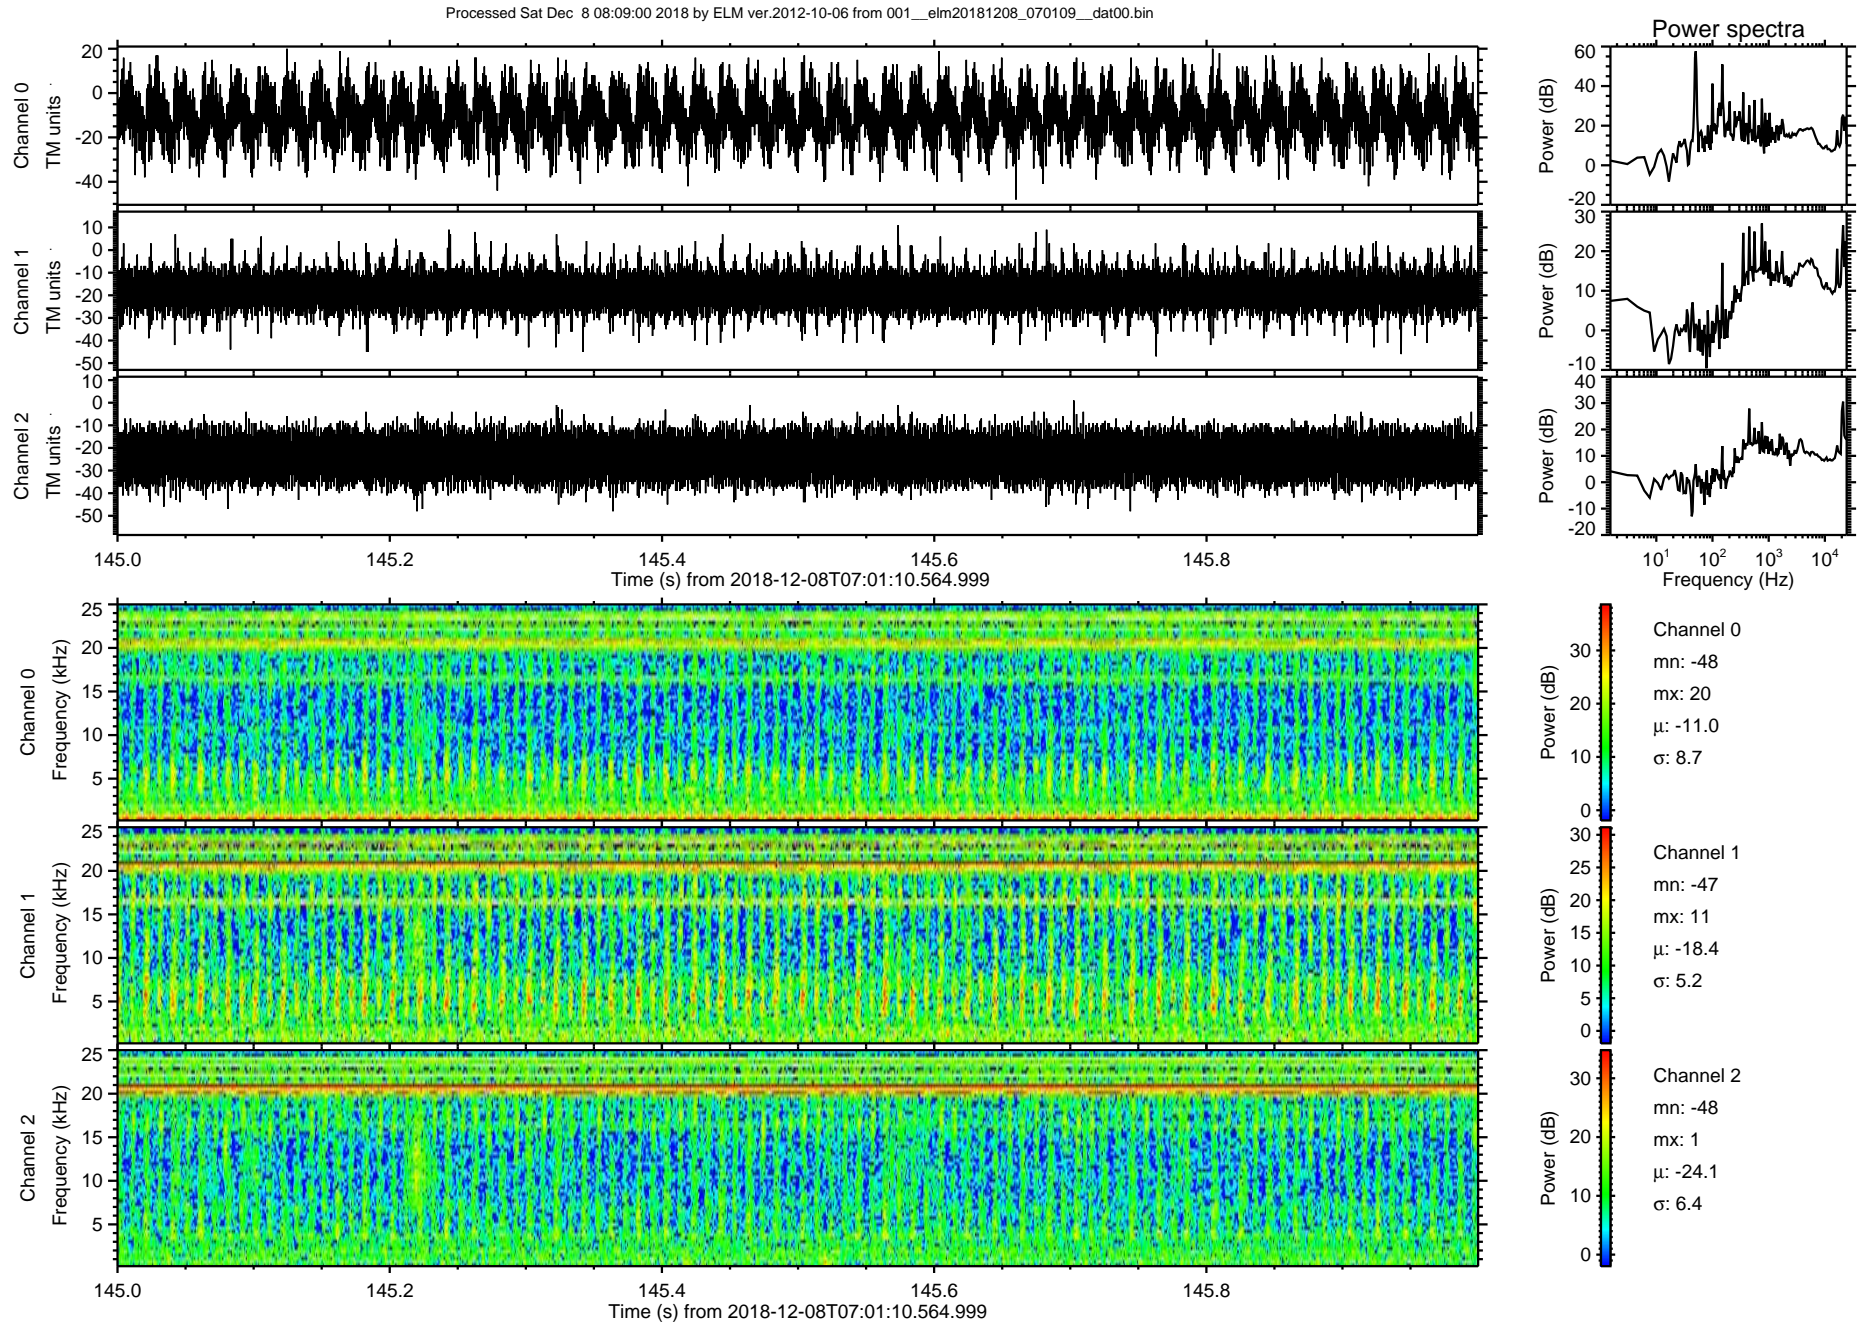 Processed Sat Dec  8 08:09:00 2018 by ELM ver.2012-10-06 from 001__elm20181208_070109__dat00.bin
Power spectra
Channel 0
TM units
20
0
-20
-40
Power (dB)
60
40
20
0
-20
Channel 1
TM units
10
0
-10
-20
-30
-40
-50
Power (dB)
30
20
10
0
-10
Channel 2
TM units
10
0
-10
-20
-30
-40
-50
Power (dB)
40
30
20
10
0
-10
-20
145.0 145.2 145.4 145.6 145.8
Time (s) from 2018-12-08T07:01:10.564.999
10^1 10^2 10^3 10^4
Frequency (Hz)
Channel 0
Frequency (kHz)
25
20
15
10
5
Power (dB)
30
20
10
0
Channel 0
mn: -48
mx: 20
μ: -11.0
σ: 8.7
Channel 1
Frequency (kHz)
25
20
15
10
5
Power (dB)
30
25
20
15
10
5
0
Channel 1
mn: -47
mx: 11
μ: -18.4
σ: 5.2
Channel 2
Frequency (kHz)
25
20
15
10
5
Power (dB)
30
20
10
0
Channel 2
mn: -48
mx: 1
μ: -24.1
σ: 6.4
145.0 145.2 145.4 145.6 145.8
Time (s) from 2018-12-08T07:01:10.564.999